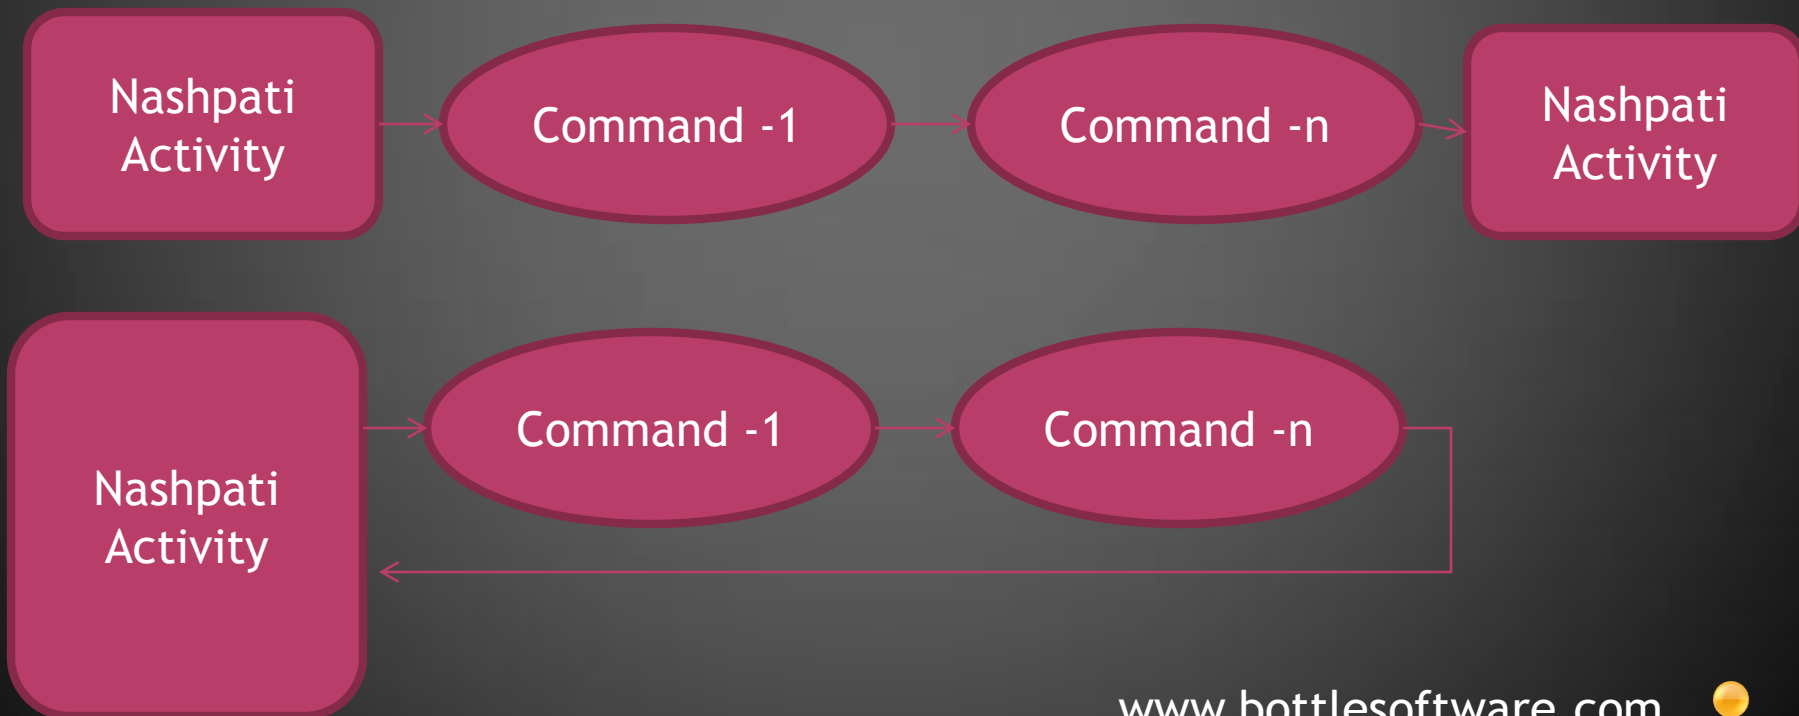 Nashpati
Activity
Command -1
Command -n
Nashpati
Activity
Nashpati
Activity
Command -1
Command -n
www.bottlesoftware.com